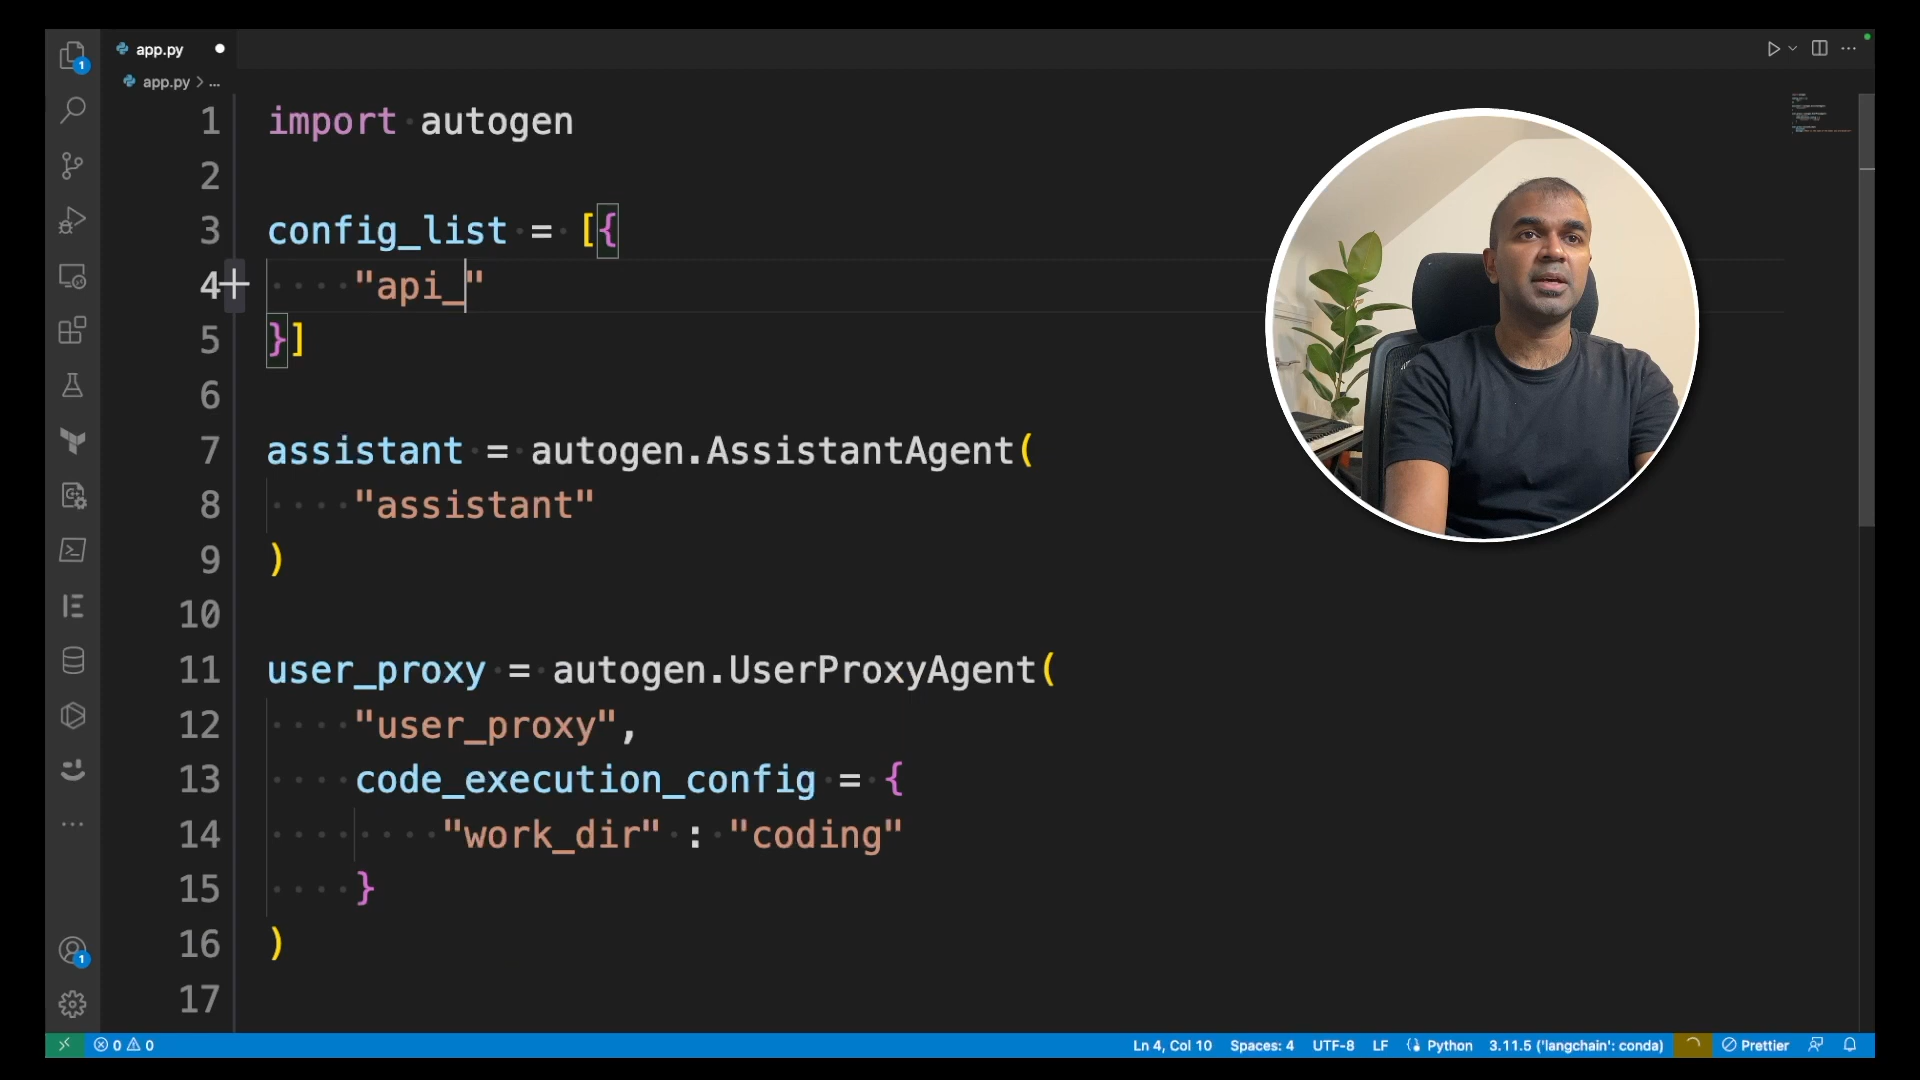 app.py
app.py > ...
1 import autogen
2
3 config_list = [{
4 "api_"
5 }]
6
7 assistant = autogen.AssistantAgent(
8 "assistant"
9 )
10
11 user_proxy = autogen.UserProxyAgent(
12 "user_proxy",
13 code_execution_config = {
14 "work_dir" : "coding"
15 }
16 )
17
1
1
0 0 Ln 4, Col 10 Spaces: 4 UTF-8 LF Python 3.11.5 ('langchain': conda) Prettier